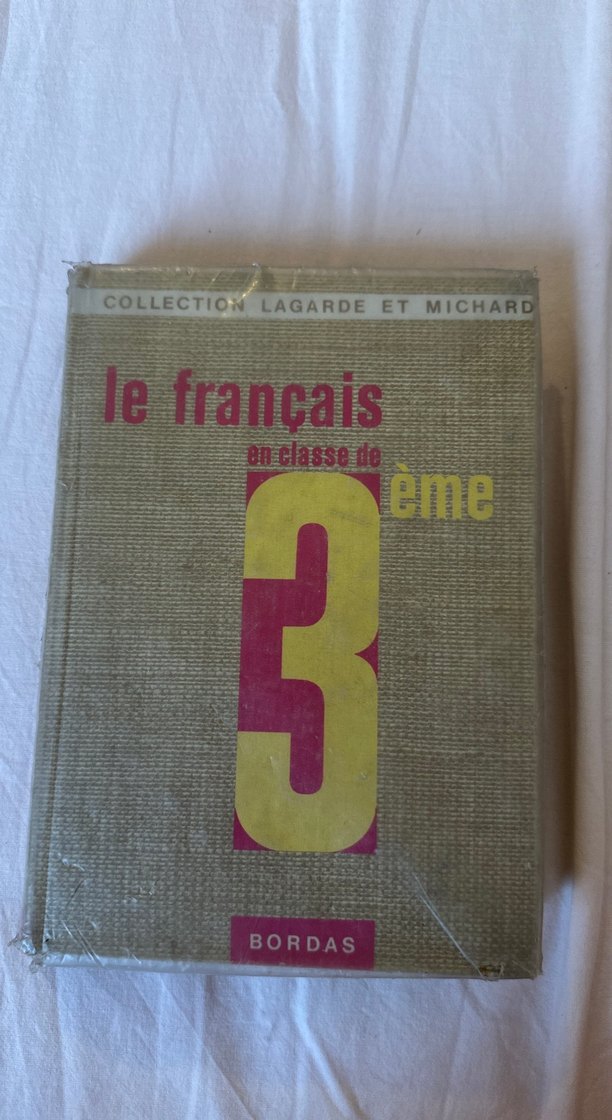 COLLECTION LAGARDE ET MICHARD
le français
en classe de
3ème
BORDAS